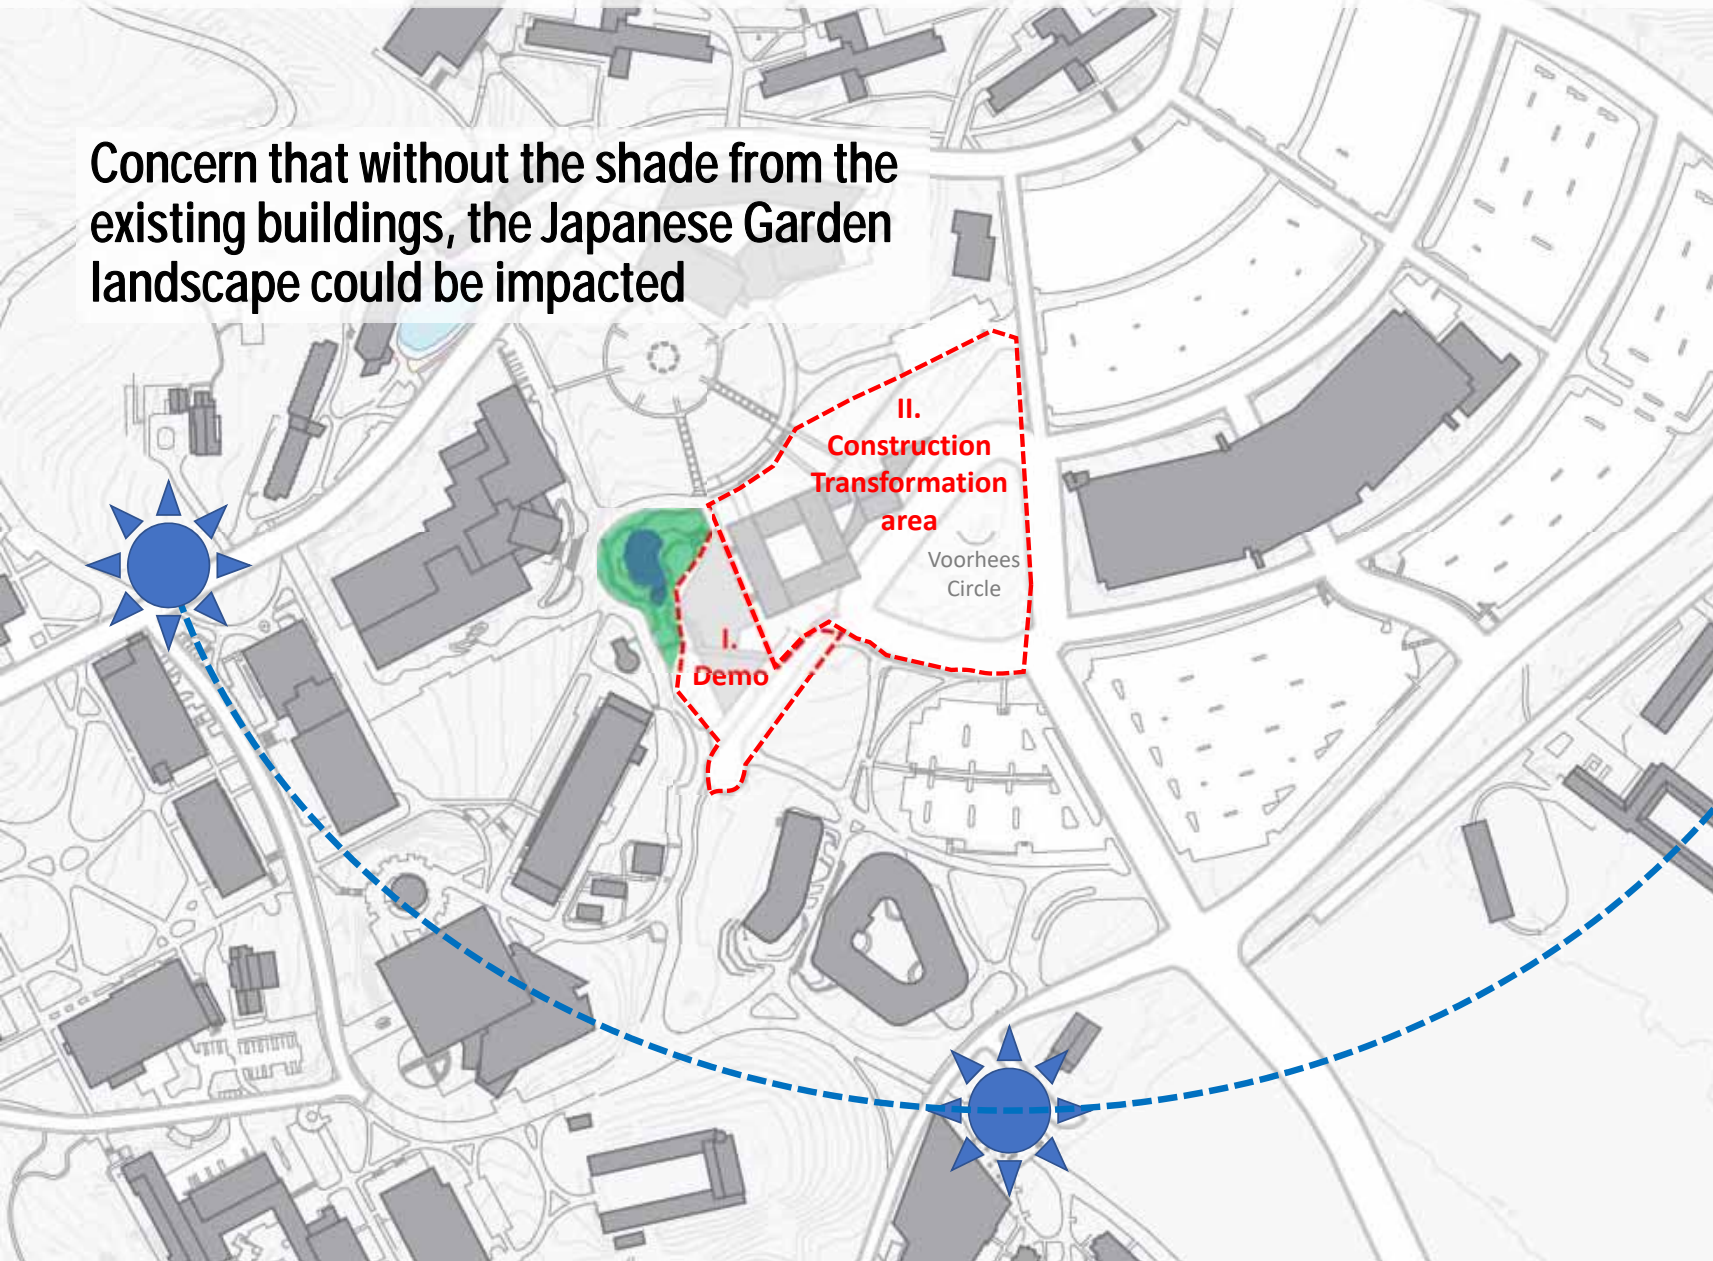 Concern that without the shade from the
existing buildings, the Japanese Garden
landscape could be impacted
II.
Construction
Transformation
area
Voorhees
Circle
I.
Demo